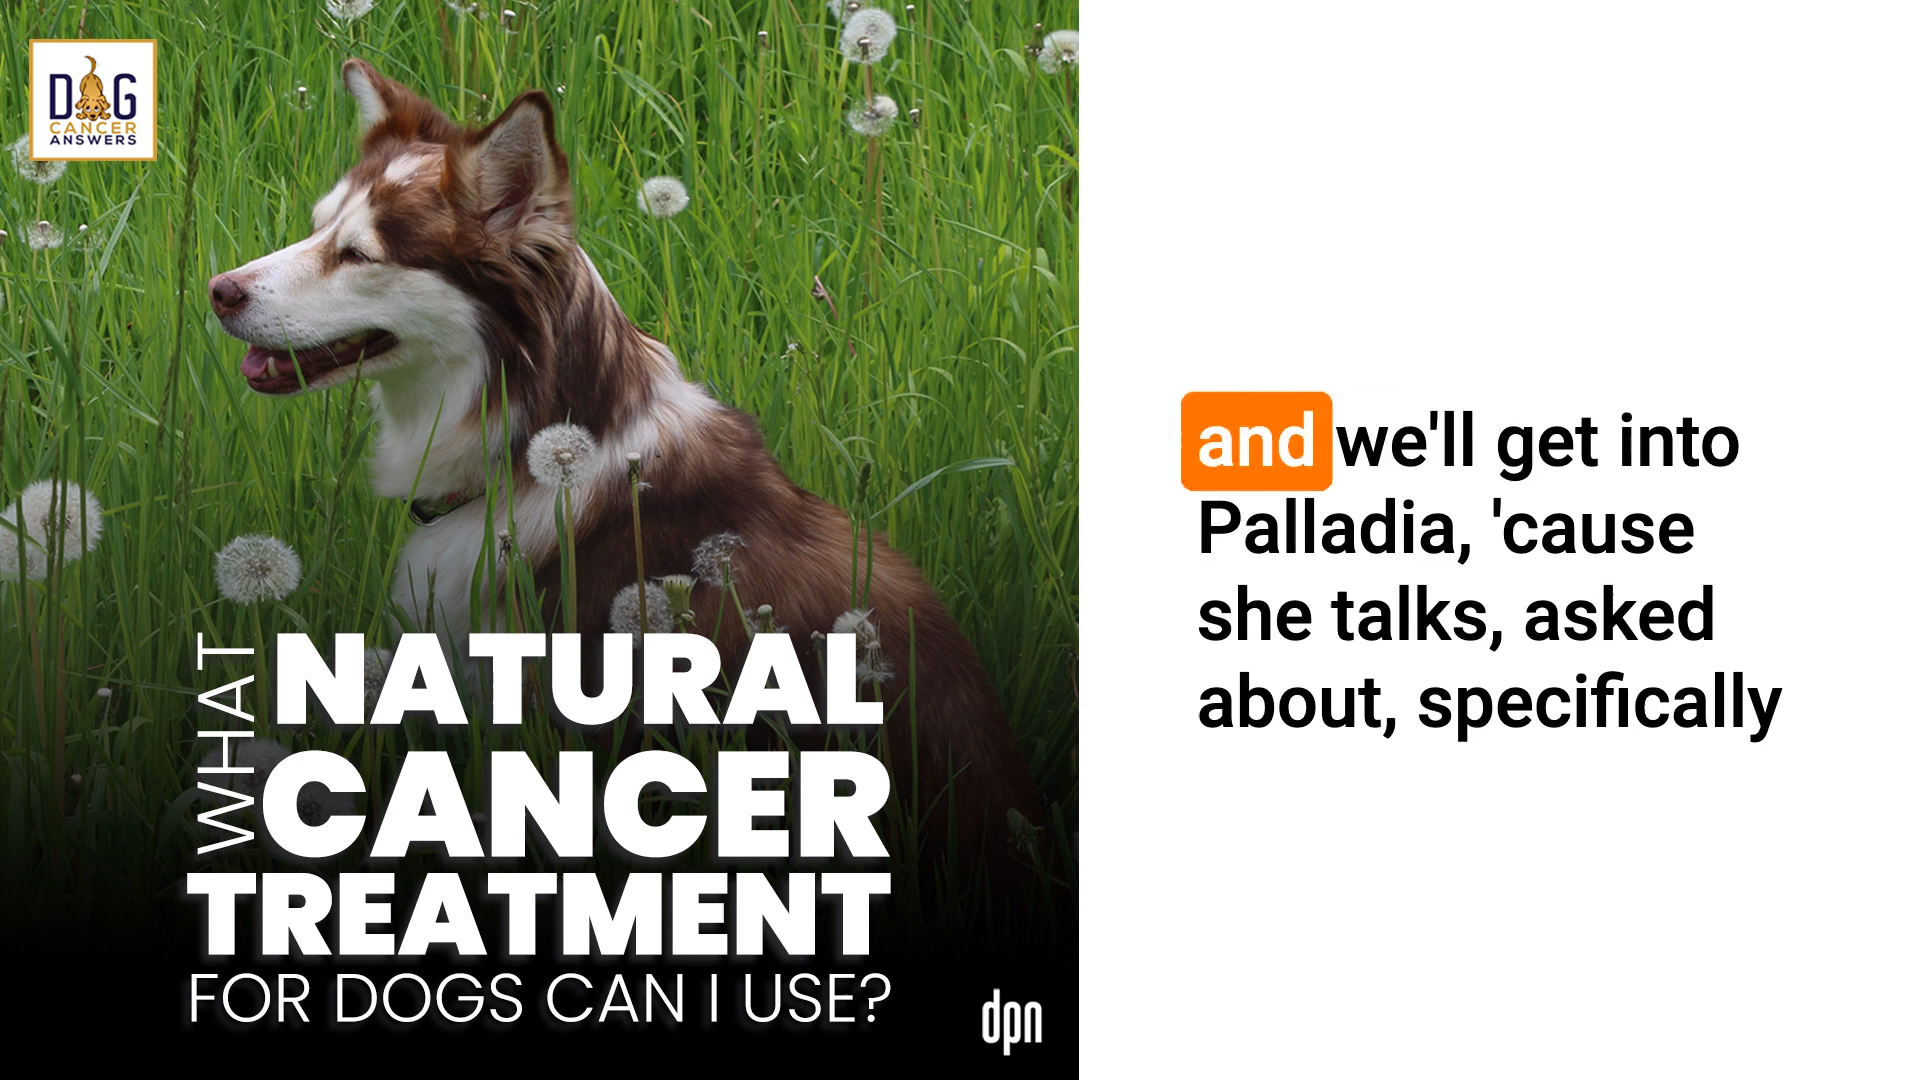 DOG
CANCER
ANSWERS
WHAT
NATURAL
CANCER
TREATMENT
FOR DOGS CAN I USE?
dpn
and we'll get into
Palladia, 'cause
she talks, asked
about, specifically